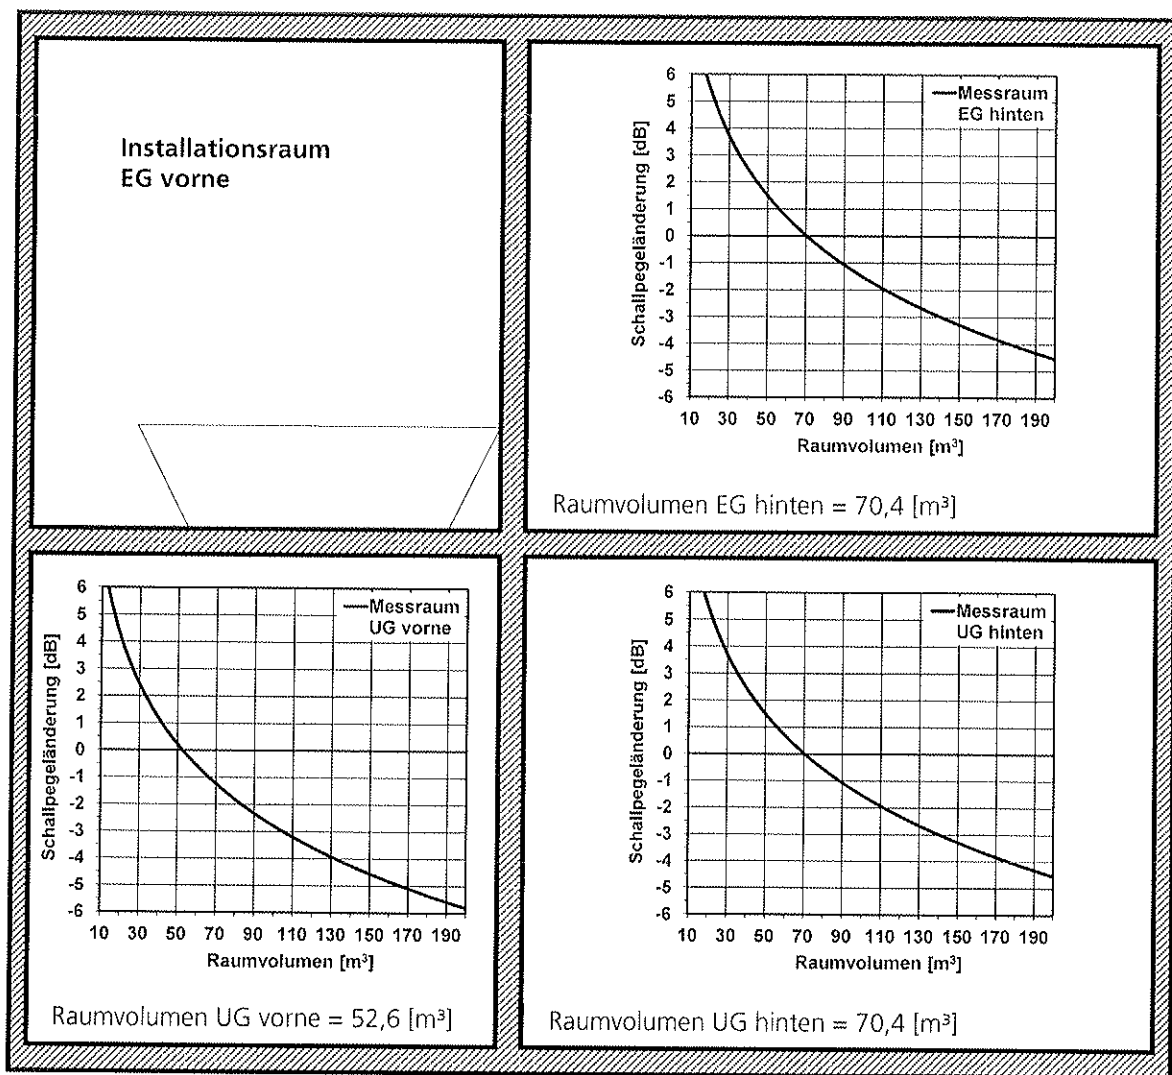 Installationsraum
EG vorne
6
5
4
3
2
1
0
-1
-2
-3
-4
-5
-6
Schallpegeländerung [dB]
Messraum
EG hinten
10 30 50 70 90 110 130 150 170 190
Raumvolumen [m³]
Raumvolumen EG hinten = 70,4 [m³]
6
5
4
3
2
1
0
-1
-2
-3
-4
-5
-6
Schallpegeländerung [dB]
Messraum
UG vorne
10 30 50 70 90 110 130 150 170 190
Raumvolumen [m³]
Raumvolumen UG vorne = 52,6 [m³]
6
5
4
3
2
1
0
-1
-2
-3
-4
-5
-6
Schallpegeländerung [dB]
Messraum
UG hinten
10 30 50 70 90 110 130 150 170 190
Raumvolumen [m³]
Raumvolumen UG hinten = 70,4 [m³]